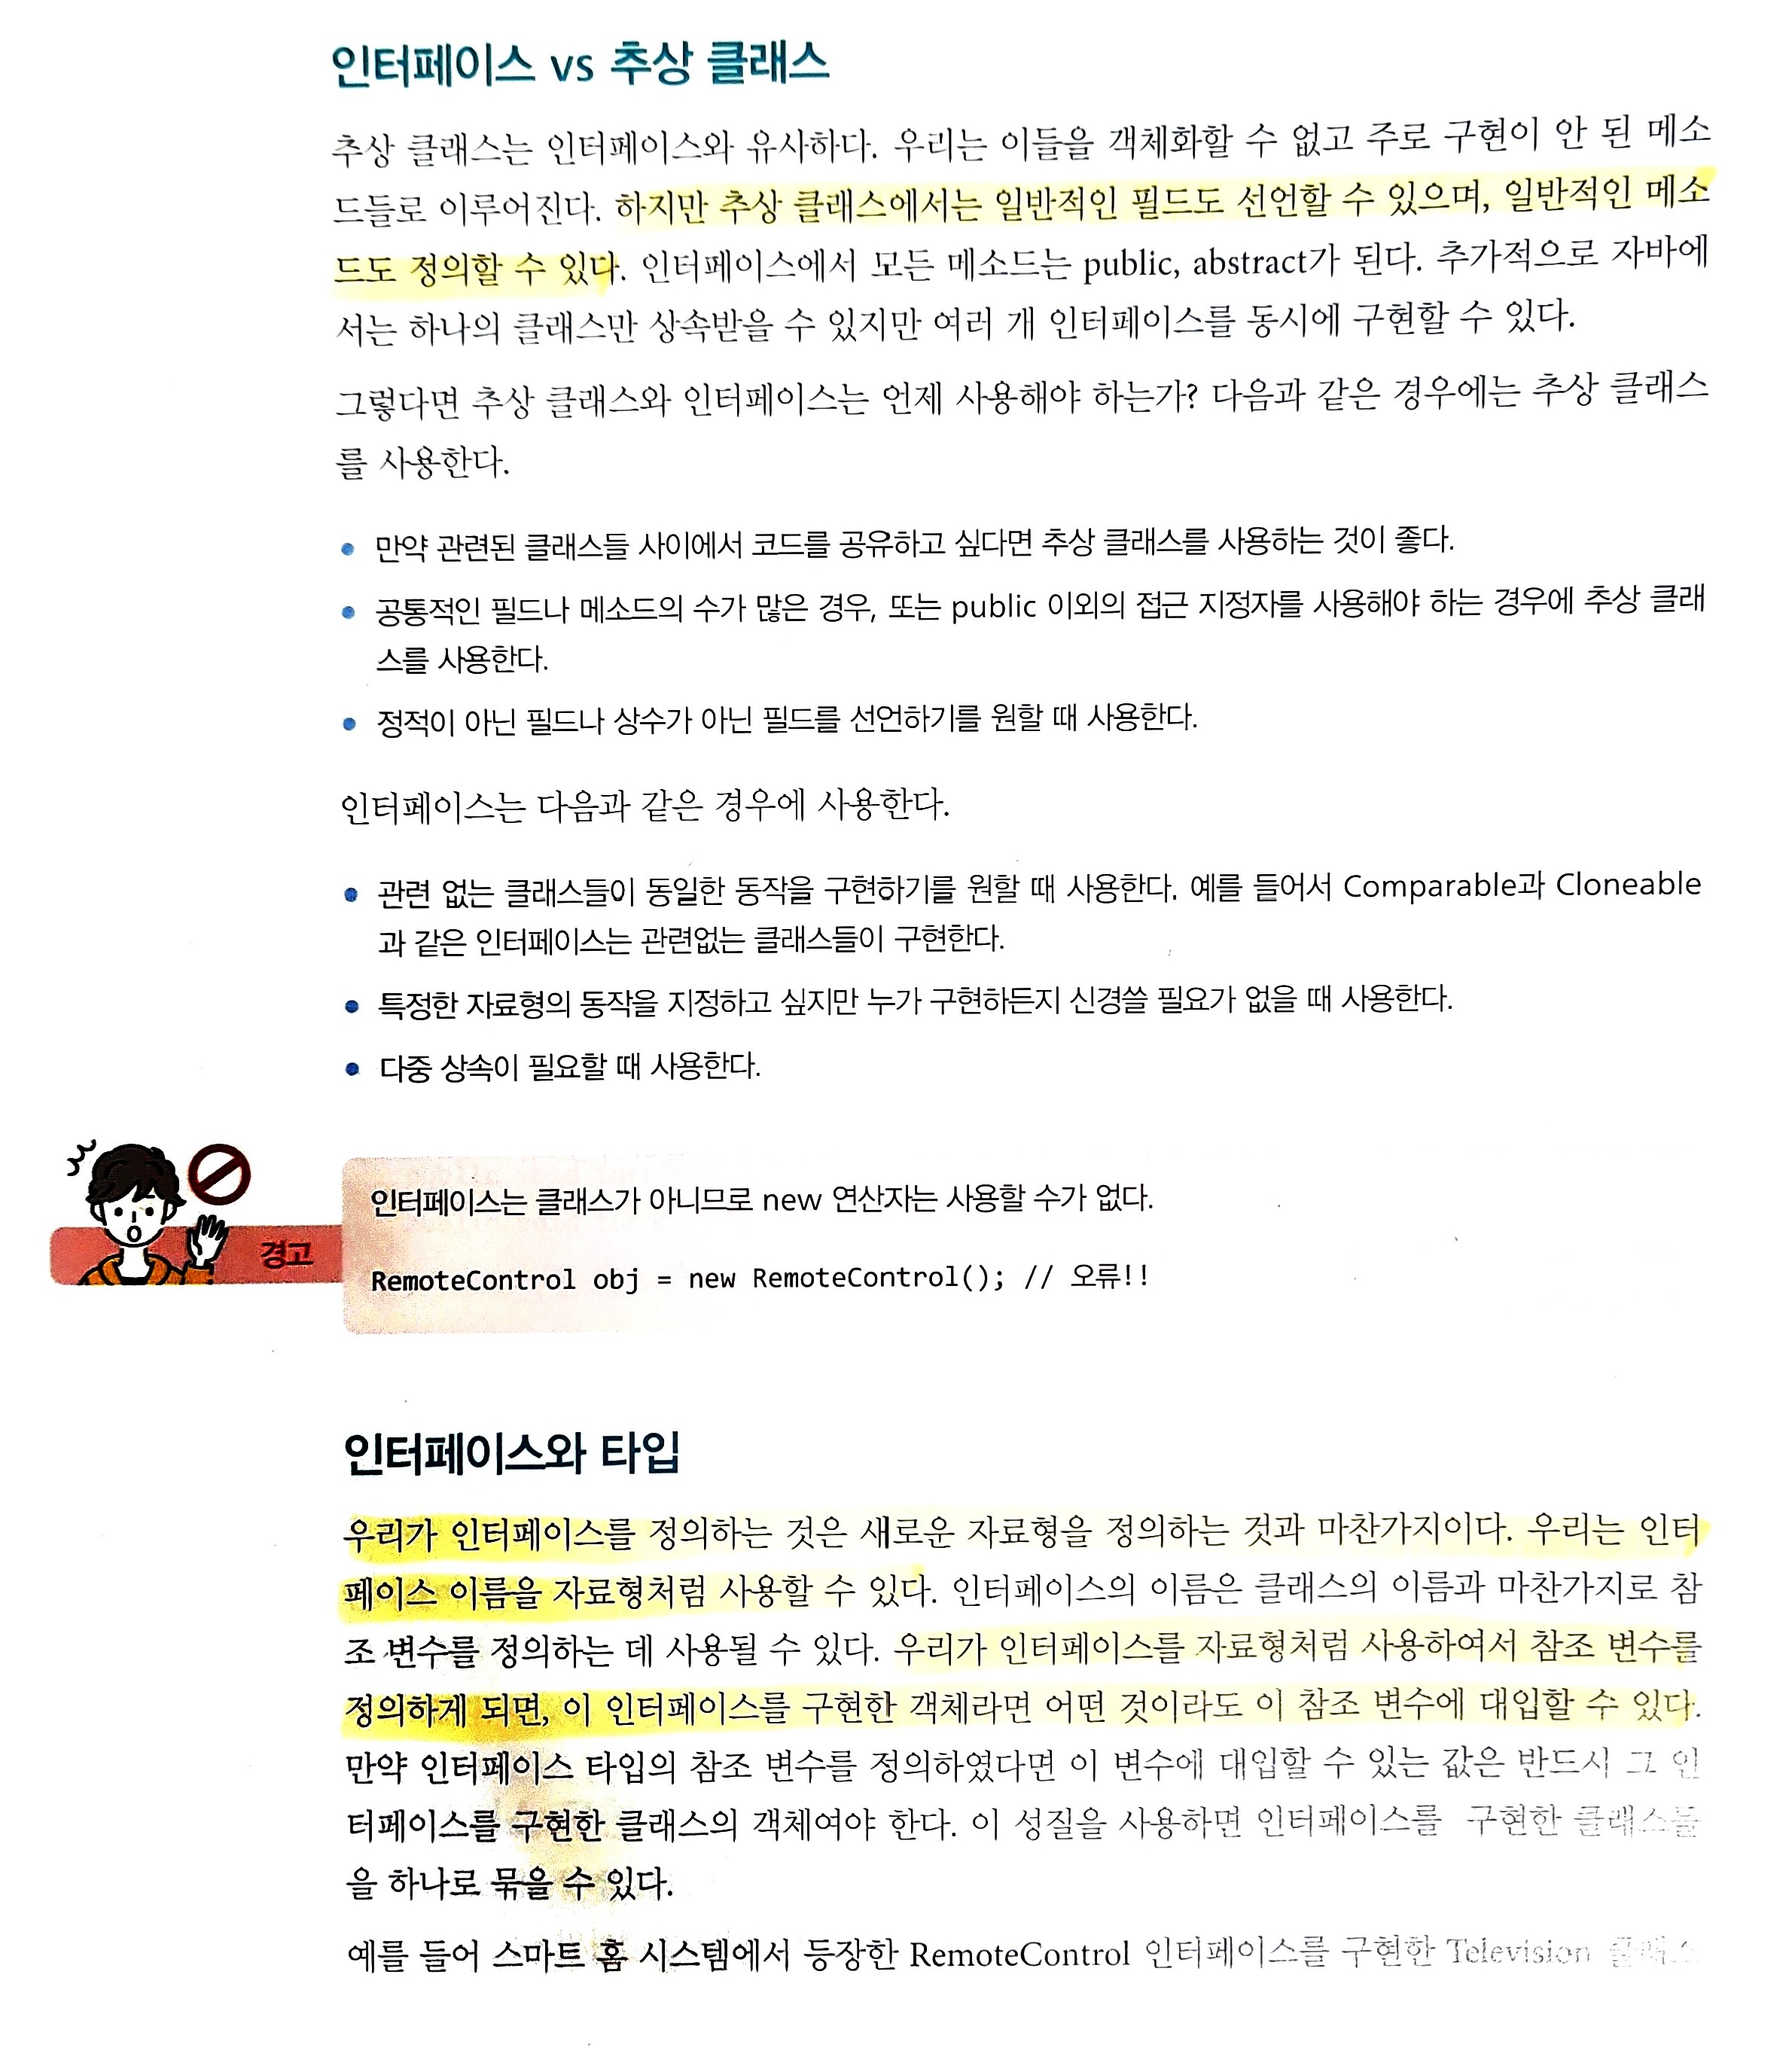 인터페이스 vs 추상 클래스
추상 클래스는 인터페이스와 유사하다. 우리는 이들을 객체화할 수 없고 주로 구현이 안 된 메소
드들로 이루어진다. 하지만 추상 클래스에서는 일반적인 필드도 선언할 수 있으며, 일반적인 메소
드도 정의할 수 있다. 인터페이스에서 모든 메소드는 public, abstract가 된다. 추가적으로 자바에
서는 하나의 클래스만 상속받을 수 있지만 여러 개 인터페이스를 동시에 구현할 수 있다.
그렇다면 추상 클래스와 인터페이스는 언제 사용해야 하는가? 다음과 같은 경우에는 추상 클래스
를 사용한다.
• 만약 관련된 클래스들 사이에서 코드를 공유하고 싶다면 추상 클래스를 사용하는 것이 좋다.
• 공통적인 필드나 메소드의 수가 많은 경우, 또는 public 이외의 접근 지정자를 사용해야 하는 경우에 추상 클래
스를 사용한다.
• 정적이 아닌 필드나 상수가 아닌 필드를 선언하기를 원할 때 사용한다.
인터페이스는 다음과 같은 경우에 사용한다.
• 관련 없는 클래스들이 동일한 동작을 구현하기를 원할 때 사용한다. 예를 들어서 Comparable과 Cloneable
과 같은 인터페이스는 관련없는 클래스들이 구현한다.
• 특정한 자료형의 동작을 지정하고 싶지만 누가 구현하든지 신경쓸 필요가 없을 때 사용한다.
• 다중 상속이 필요할 때 사용한다.
경고
인터페이스는 클래스가 아니므로 new 연산자는 사용할 수가 없다.
RemoteControl obj = new RemoteControl(); // 오류!!
인터페이스와 타입
우리가 인터페이스를 정의하는 것은 새로운 자료형을 정의하는 것과 마찬가지이다. 우리는 인터
페이스 이름을 자료형처럼 사용할 수 있다. 인터페이스의 이름은 클래스의 이름과 마찬가지로 참
조 변수를 정의하는 데 사용될 수 있다. 우리가 인터페이스를 자료형처럼 사용하여서 참조 변수를
정의하게 되면, 이 인터페이스를 구현한 객체라면 어떤 것이라도 이 참조 변수에 대입할 수 있다.
만약 인터페이스 타입의 참조 변수를 정의하였다면 이 변수에 대입할 수 있는 값은 반드시 그 인
터페이스를 구현한 클래스의 객체여야 한다. 이 성질을 사용하면 인터페이스를 구현한 클래스들
을 하나로 묶을 수 있다.
예를 들어 스마트 홈 시스템에서 등장한 RemoteControl 인터페이스를 구현한 Television 클래스